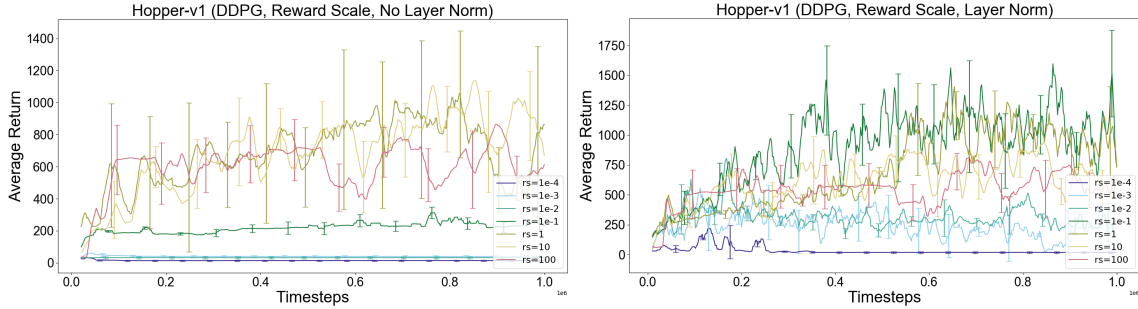 Hopper-v1 (DDPG, Reward Scale, No Layer Norm)
Average Return
1400
1200
1000
800
600
400
200
0
0.0
0.2
0.4
0.6
0.8
1.0
1e6
Timesteps
rs=1e-4
rs=1e-3
rs=1e-2
rs=1e-1
rs=1
rs=10
rs=100
Hopper-v1 (DDPG, Reward Scale, Layer Norm)
Average Return
1750
1500
1250
1000
750
500
250
0
0.0
0.2
0.4
0.6
0.8
1.0
1e6
Timesteps
rs=1e-4
rs=1e-3
rs=1e-2
rs=1e-1
rs=1
rs=10
rs=100